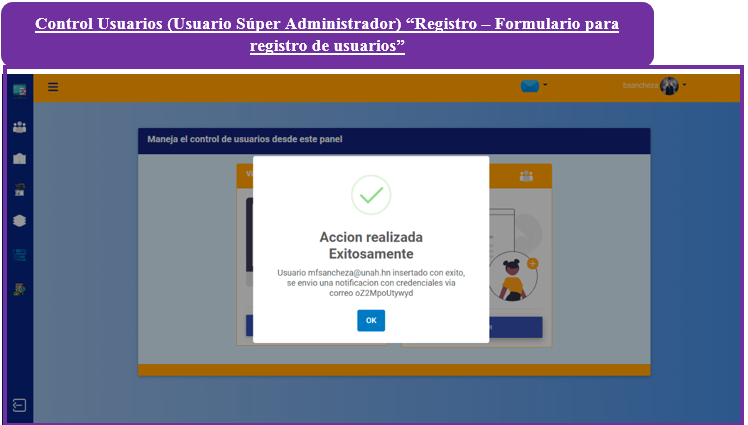 Control Usuarios (Usuario Súper Administrador) “Registro – Formulario para
registro de usuarios”
bsancheza
Maneja el control de usuarios desde este panel
Accion realizada
Exitosamente
Usuario mfsancheza@unah.hn insertado con exito,
se envio una notificacion con credenciales via
correo oZ2MpoUtywyd
OK